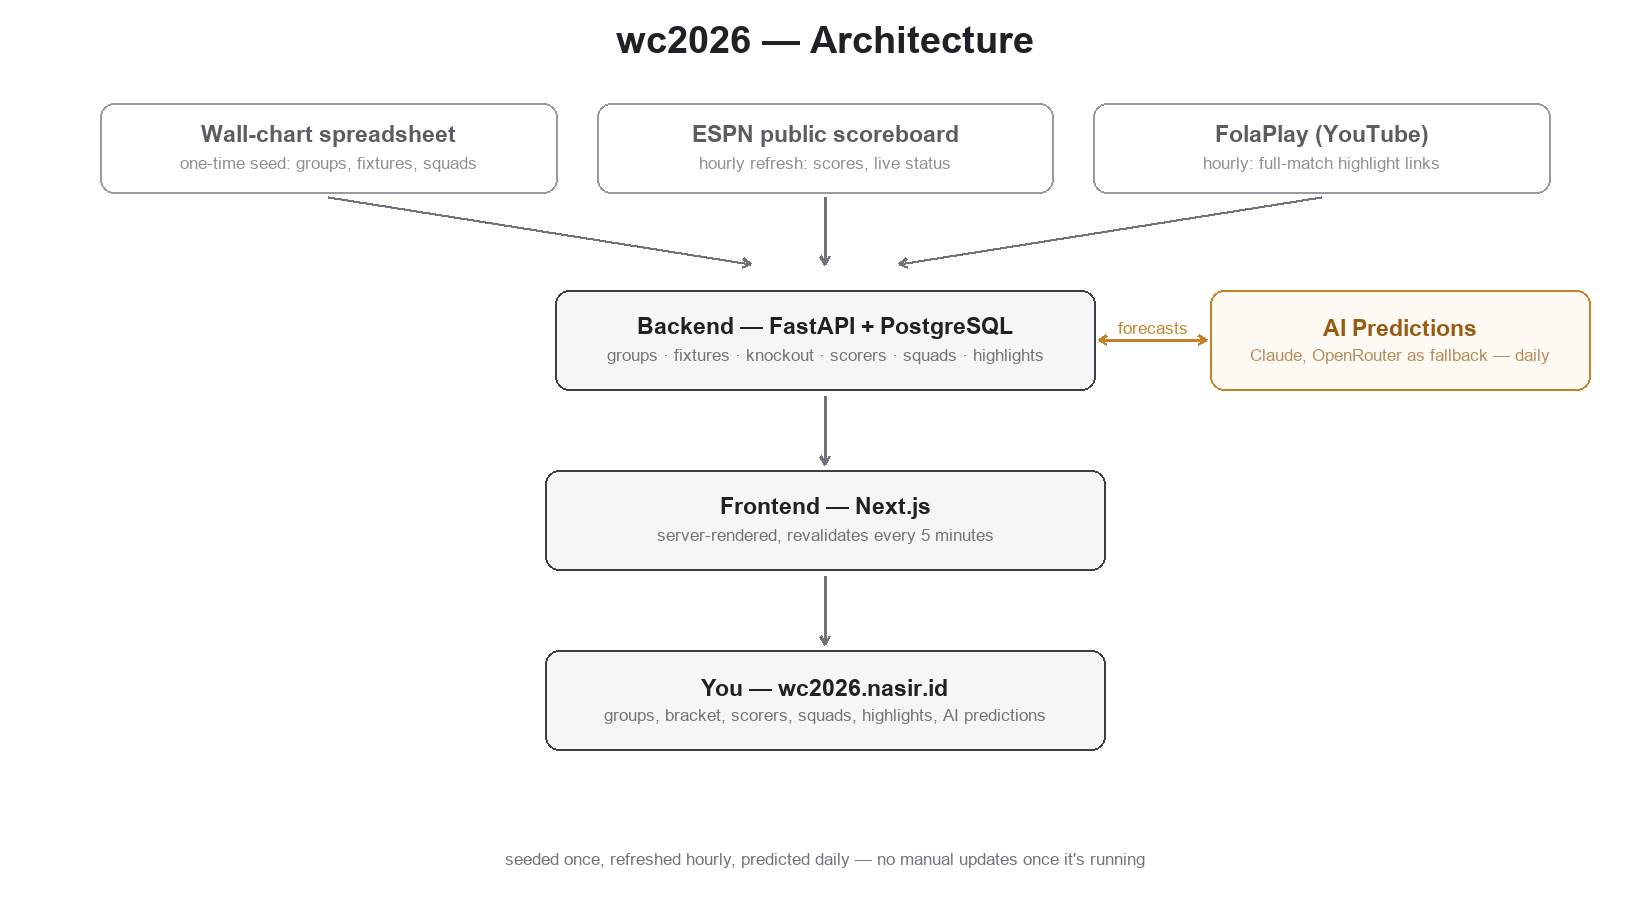 wc2026 — Architecture
Wall-chart spreadsheet
one-time seed: groups, fixtures, squads
ESPN public scoreboard
hourly refresh: scores, live status
FolaPlay (YouTube)
hourly: full-match highlight links
Backend — FastAPI + PostgreSQL
groups · fixtures · knockout · scorers · squads · highlights
forecasts
AI Predictions
Claude, OpenRouter as fallback — daily
Frontend — Next.js
server-rendered, revalidates every 5 minutes
You — wc2026.nasir.id
groups, bracket, scorers, squads, highlights, AI predictions
seeded once, refreshed hourly, predicted daily — no manual updates once it's running